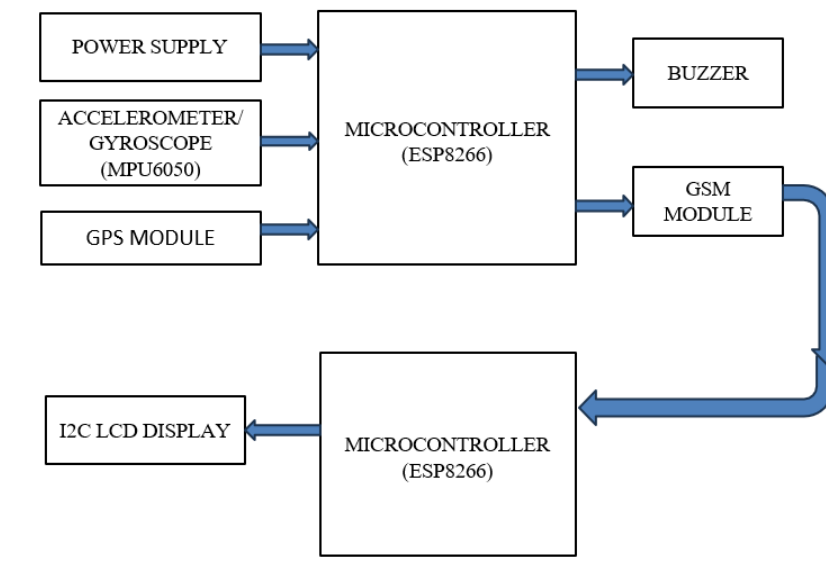 POWER SUPPLY
ACCELEROMETER/
GYROSCOPE
(MPU6050)
GPS MODULE
MICROCONTROLLER
(ESP8266)
BUZZER
GSM
MODULE
I2C LCD DISPLAY
MICROCONTROLLER
(ESP8266)